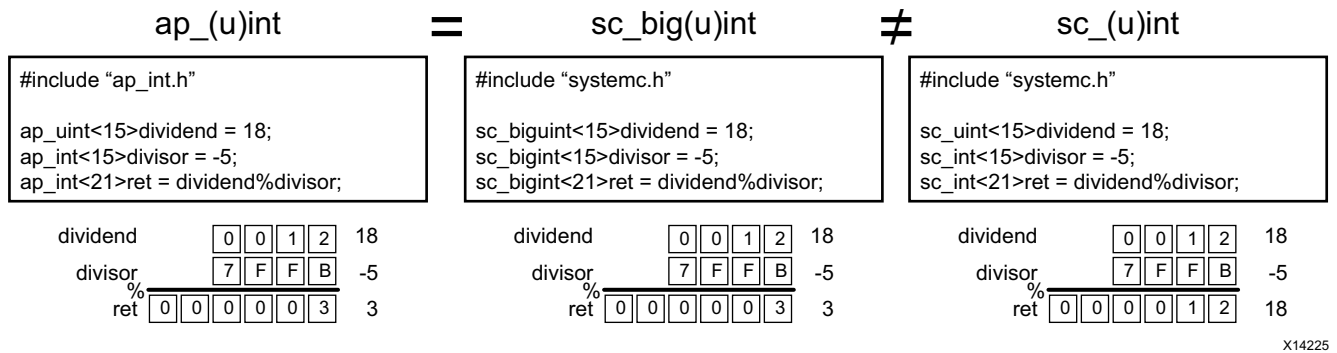 ap_(u)int = sc_big(u)int ≠ sc_(u)int
#include “ap_int.h”
ap_uint<15>dividend = 18;
ap_int<15>divisor = -5;
ap_int<21>ret = dividend%divisor;
#include “systemc.h”
sc_biguint<15>dividend = 18;
sc_bigint<15>divisor = -5;
sc_bigint<21>ret = dividend%divisor;
#include “systemc.h”
sc_uint<15>dividend = 18;
sc_int<15>divisor = -5;
sc_int<21>ret = dividend%divisor;
dividend 0 0 1 2 18
divisor 7 F F B -5
%
ret 0 0 0 0 0 3 3
dividend 0 0 1 2 18
divisor 7 F F B -5
%
ret 0 0 0 0 0 3 3
dividend 0 0 1 2 18
divisor 7 F F B -5
%
ret 0 0 0 0 1 2 18
X14225